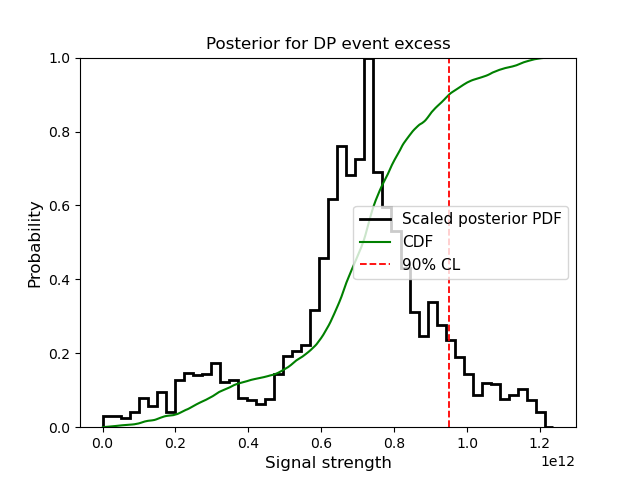 Posterior for DP event excess
1.0
0.8
0.6
0.4
0.2
0.0
Probability
Scaled posterior PDF
CDF
90% CL
0.0 0.2 0.4 0.6 0.8 1.0 1.2
1e12
Signal strength